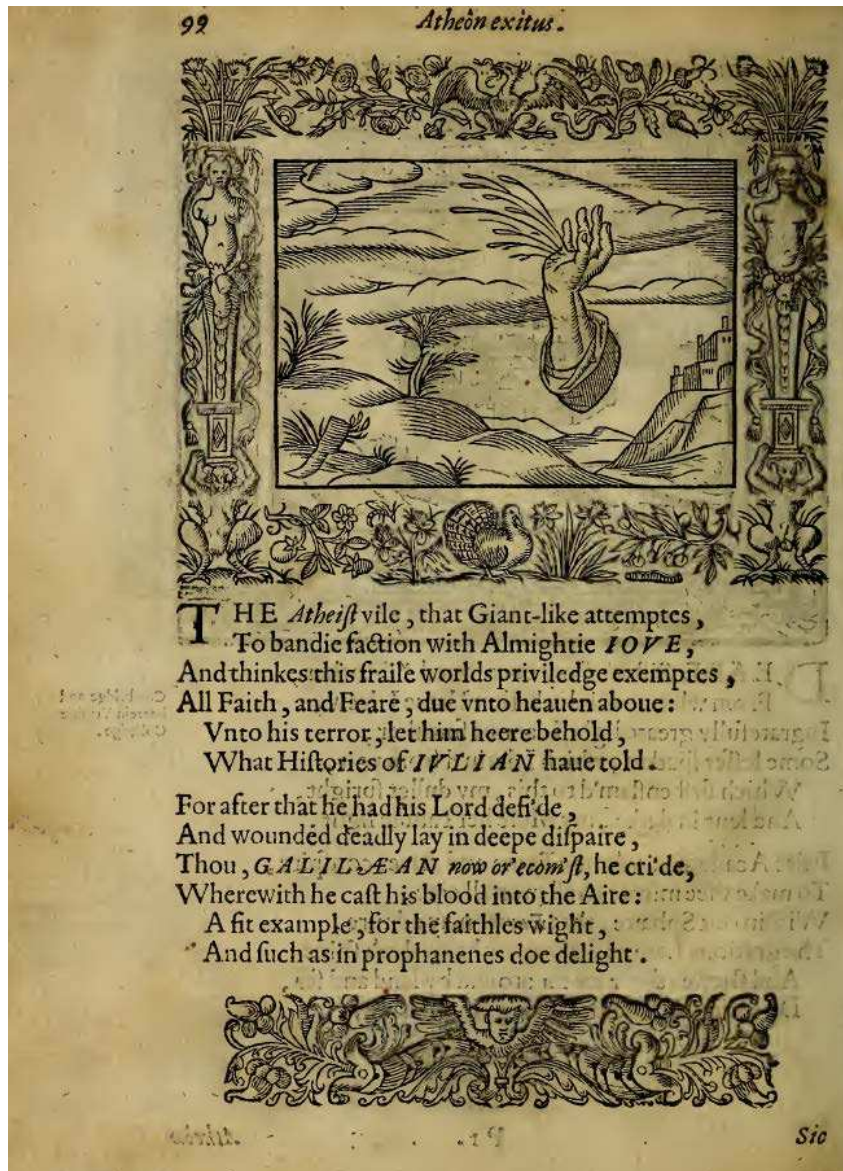 99 Atheôn exitus.
THE Atheiſt vile, that Giant-like attemptes,
To bandie faction with Almightie IOVE,
And thinkes this fraile worlds priviledge exemptes,
All Faith, and Feare, due vnto heauen aboue:
Vnto his terror, let him heere behold,
What Hiſtories of IVLIAN haue told.
For after that he had his Lord defi'de,
And wounded deadly lay in deepe diſpaire,
Thou, GALILÆAN now or'ecom'ſt, he cri'de,
Wherewith he caſt his blood into the Aire:
A fit example, for the faithles wight,
And ſuch as in prophanenes doe delight.
Sic